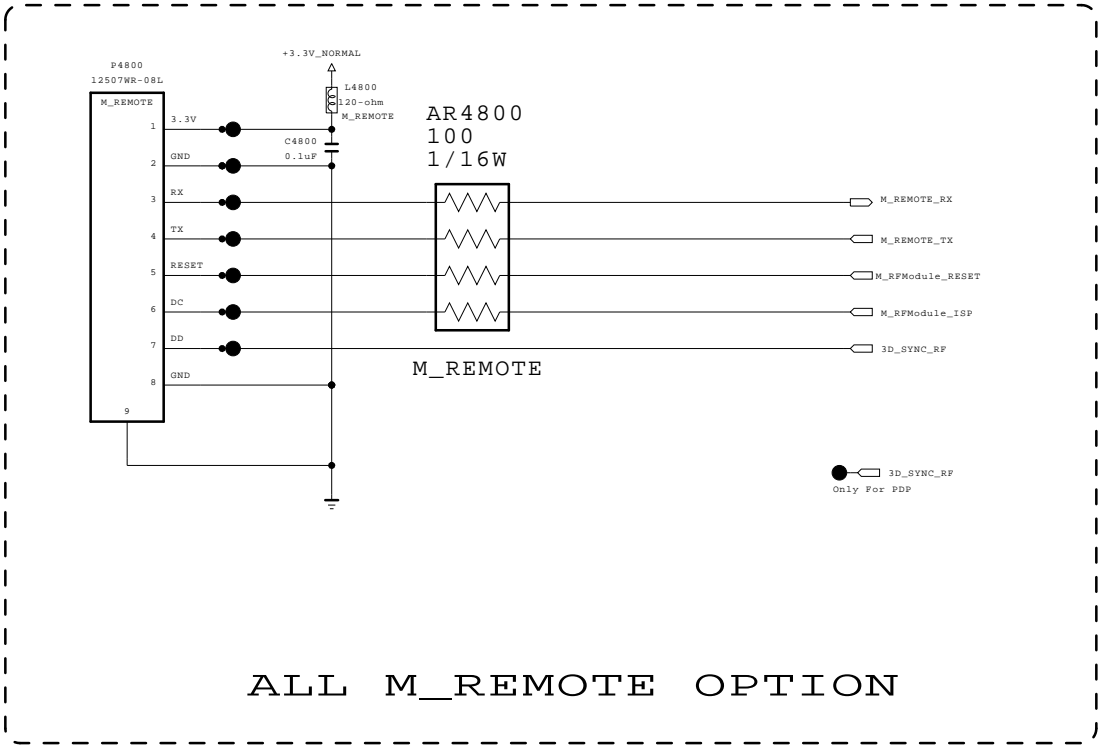 +3.3V_NORMAL
P4800
12507WR-08L
M_REMOTE
L4800
120-ohm
M_REMOTE
C4800
0.1uF
AR4800
100
1/16W
1 3.3V
2 GND
3 RX
4 TX
5 RESET
6 DC
7 DD
8 GND
9
M_REMOTE
M_REMOTE_RX
M_REMOTE_TX
M_RFModule_RESET
M_RFModule_ISP
3D_SYNC_RF
3D_SYNC_RF
Only For PDP
ALL M_REMOTE OPTION